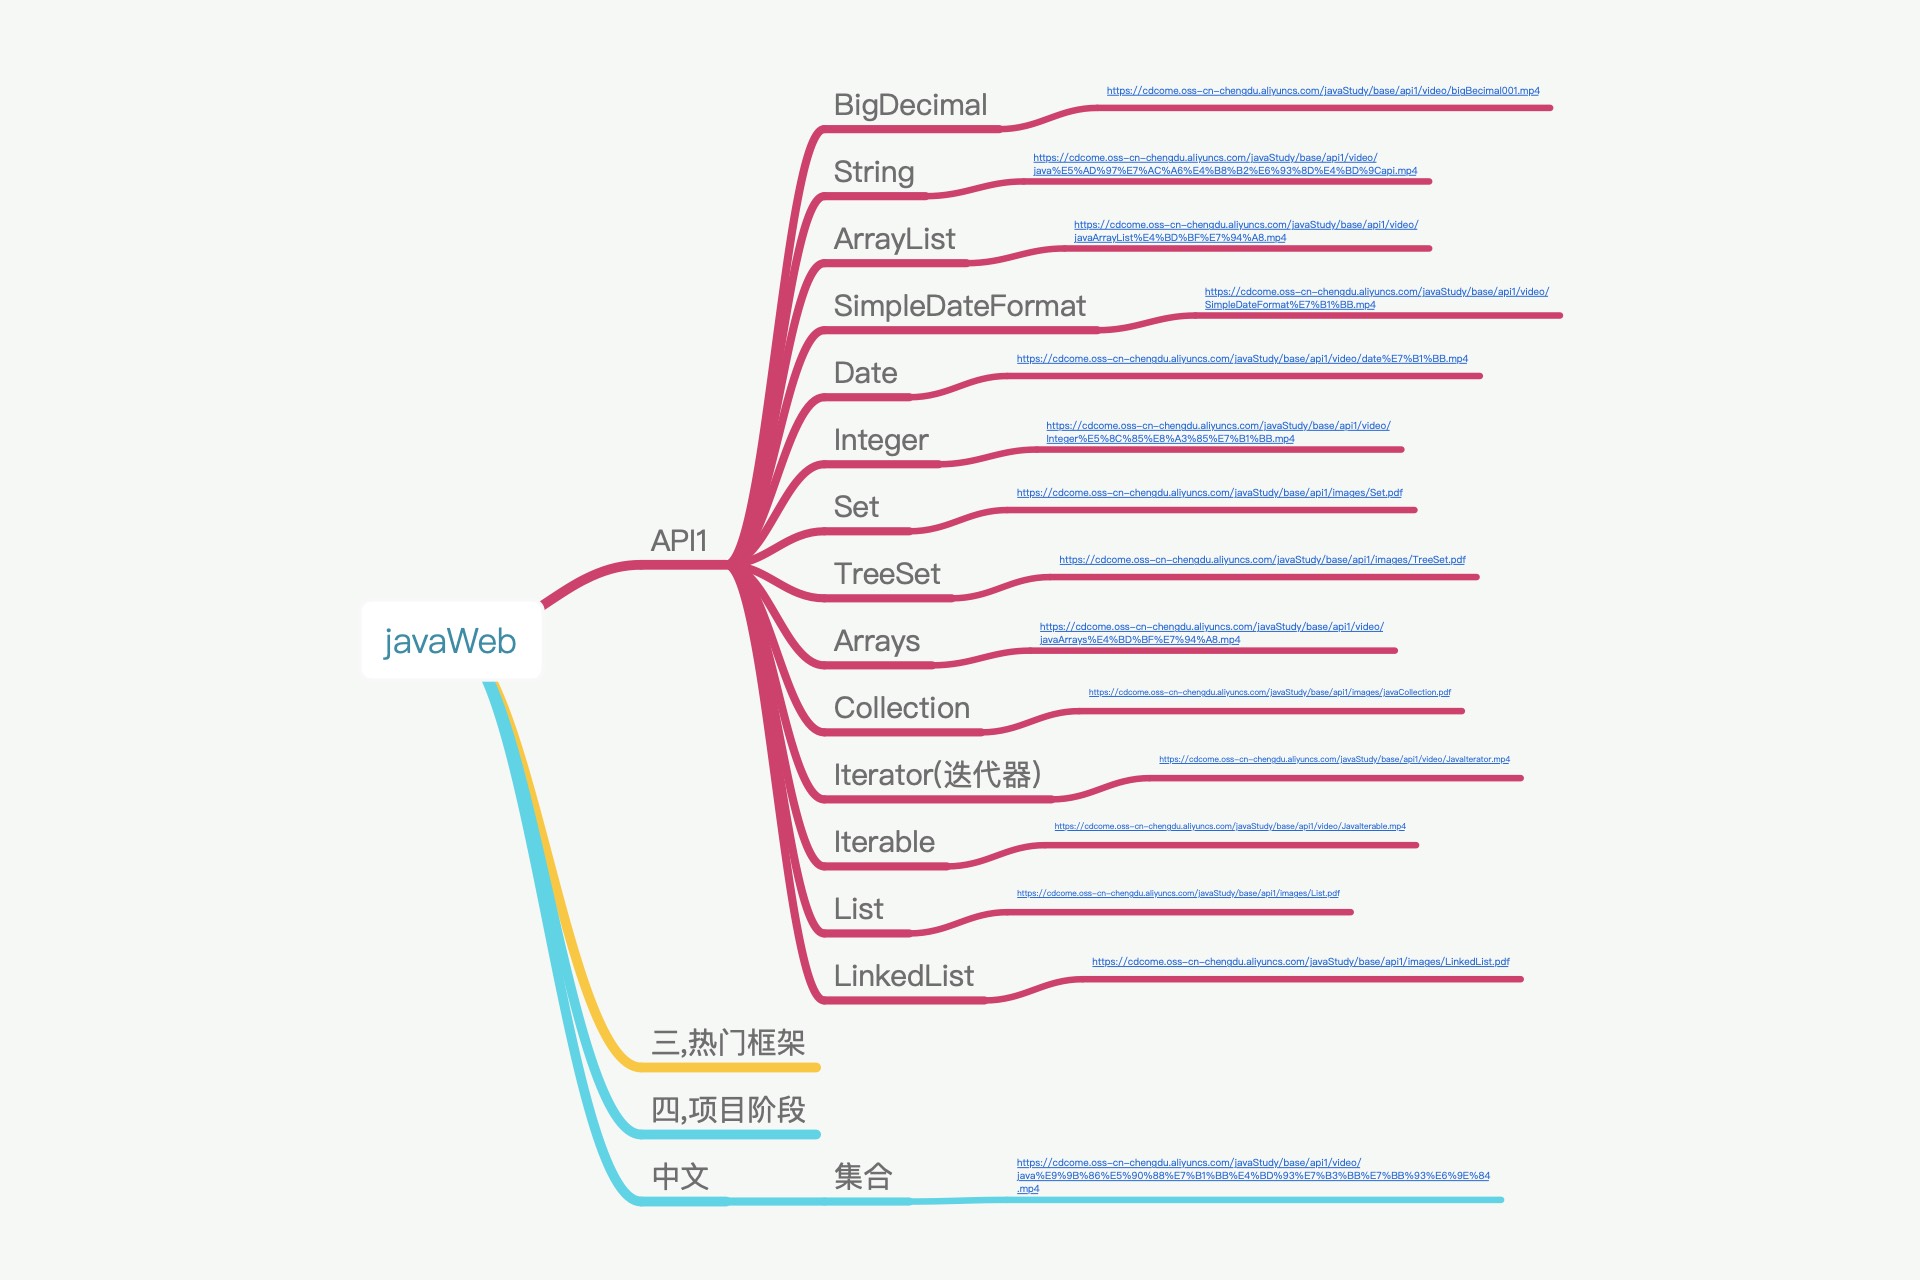 BigDecimal
https://cdcome.oss-cn-chengdu.aliyuncs.com/javaStudy/base/api1/video/bigBecimal001.mp4
String
https://cdcome.oss-cn-chengdu.aliyuncs.com/javaStudy/base/api1/video/
java%E5%AD%97%E7%AC%A6%E4%B8%B2%E6%93%8D%E4%BD%9Capi.mp4
ArrayList
https://cdcome.oss-cn-chengdu.aliyuncs.com/javaStudy/base/api1/video/
javaArrayList%E4%BD%BF%E7%94%A8.mp4
SimpleDateFormat
https://cdcome.oss-cn-chengdu.aliyuncs.com/javaStudy/base/api1/video/
SimpleDateFormat%E7%B1%BB.mp4
Date
https://cdcome.oss-cn-chengdu.aliyuncs.com/javaStudy/base/api1/video/date%E7%B1%BB.mp4
Integer
https://cdcome.oss-cn-chengdu.aliyuncs.com/javaStudy/base/api1/video/
Integer%E5%8C%85%E8%A3%85%E7%B1%BB.mp4
Set
https://cdcome.oss-cn-chengdu.aliyuncs.com/javaStudy/base/api1/images/Set.pdf
API1
TreeSet
https://cdcome.oss-cn-chengdu.aliyuncs.com/javaStudy/base/api1/images/TreeSet.pdf
javaWeb
Arrays
https://cdcome.oss-cn-chengdu.aliyuncs.com/javaStudy/base/api1/video/
javaArrays%E4%BD%BF%E7%94%A8.mp4
Collection
https://cdcome.oss-cn-chengdu.aliyuncs.com/javaStudy/base/api1/images/javaCollection.pdf
Iterator(迭代器)
https://cdcome.oss-cn-chengdu.aliyuncs.com/javaStudy/base/api1/video/JavaIterator.mp4
Iterable
https://cdcome.oss-cn-chengdu.aliyuncs.com/javaStudy/base/api1/video/JavaIterable.mp4
List
https://cdcome.oss-cn-chengdu.aliyuncs.com/javaStudy/base/api1/images/List.pdf
LinkedList
https://cdcome.oss-cn-chengdu.aliyuncs.com/javaStudy/base/api1/images/LinkedList.pdf
三,热门框架
四,项目阶段
中文
集合
https://cdcome.oss-cn-chengdu.aliyuncs.com/javaStudy/base/api1/video/
java%E9%9B%86%E5%90%88%E7%B1%BB%E4%BD%93%E7%B3%BB%E7%BB%93%E6%9E%84
.mp4